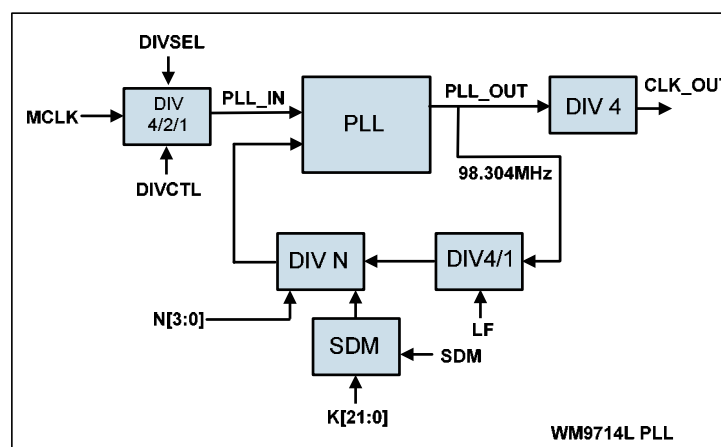 DIVSEL
DIV
4/2/1
PLL_IN
MCLK
DIVCTL
PLL
PLL_OUT
DIV 4
CLK_OUT
98.304MHz
DIV N
DIV4/1
N[3:0]
LF
SDM
SDM
K[21:0]
WM9714L PLL